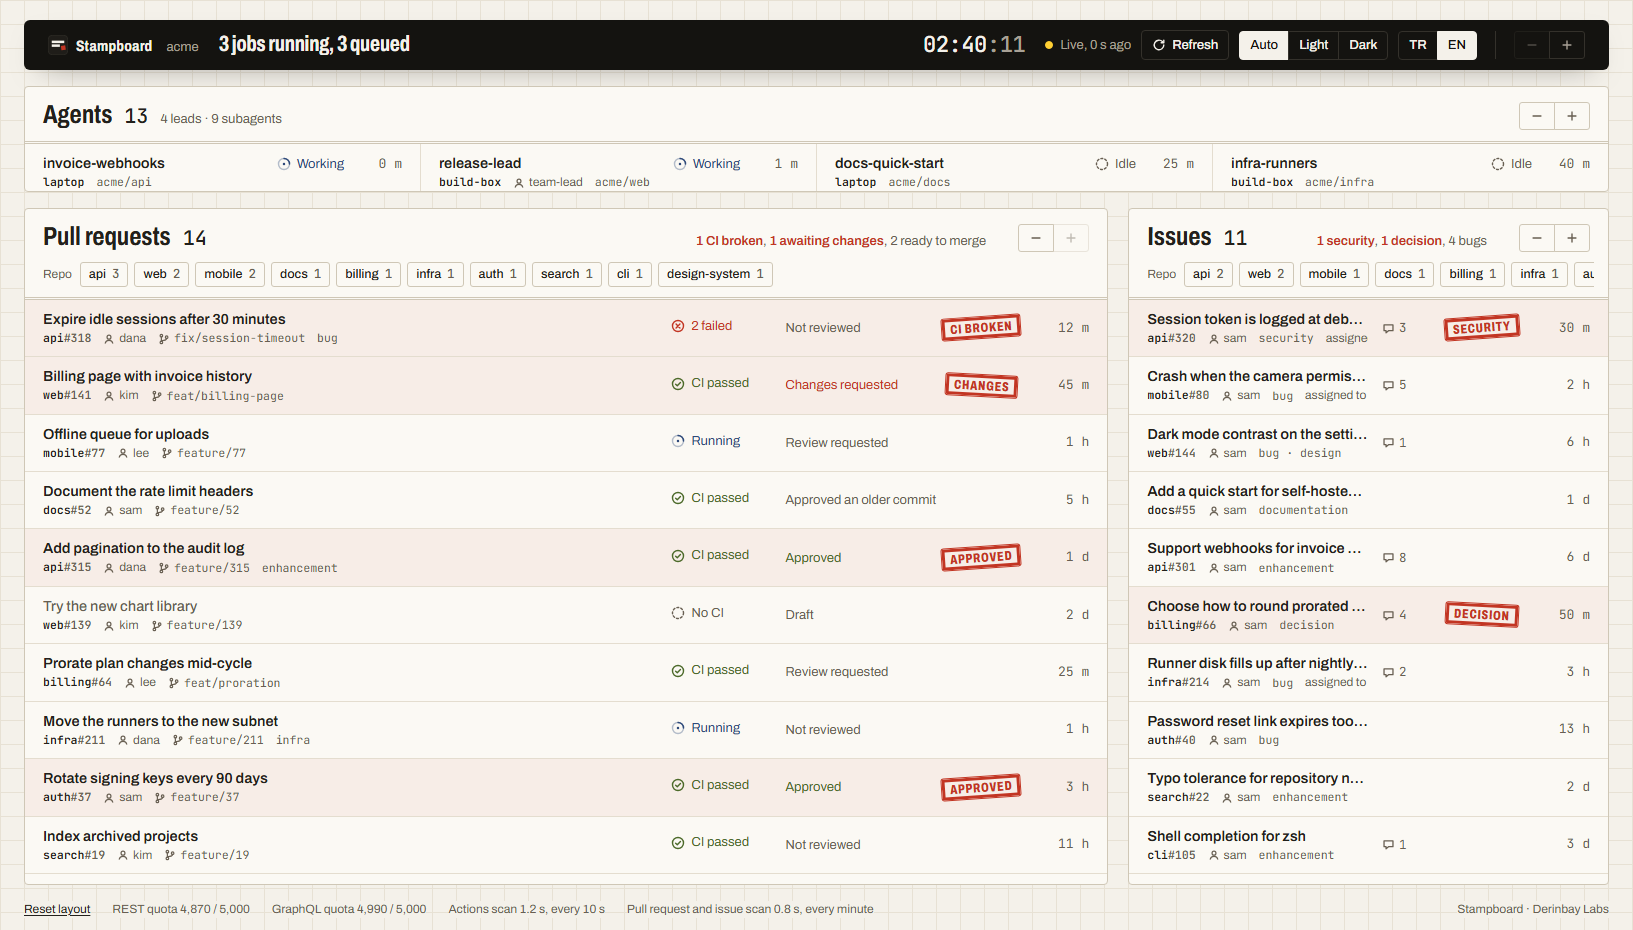 Stampboard acme 3 jobs running, 3 queued 02:40:11 Live, 0 s ago Refresh Auto Light Dark TR EN
Agents 13 4 leads · 9 subagents
invoice-webhooks Working 0 m
laptop acme/api
release-lead Working 1 m
build-box team-lead acme/web
docs-quick-start Idle 25 m
laptop acme/docs
infra-runners Idle 40 m
build-box acme/infra
Pull requests 14 1 CI broken, 1 awaiting changes, 2 ready to merge
Repo api 3 web 2 mobile 2 docs 1 billing 1 infra 1 auth 1 search 1 cli 1 design-system 1
Expire idle sessions after 30 minutes 2 failed Not reviewed CI BROKEN 12 m
api#318 dana fix/session-timeout bug
Billing page with invoice history CI passed Changes requested CHANGES 45 m
web#141 kim feat/billing-page
Offline queue for uploads Running Review requested 1 h
mobile#77 lee feature/77
Document the rate limit headers CI passed Approved an older commit 5 h
docs#52 sam feature/52
Add pagination to the audit log CI passed Approved APPROVED 1 d
api#315 dana feature/315 enhancement
Try the new chart library No CI Draft 2 d
web#139 kim feature/139
Prorate plan changes mid-cycle CI passed Review requested 25 m
billing#64 lee feat/proration
Move the runners to the new subnet Running Not reviewed 1 h
infra#211 dana feature/211 infra
Rotate signing keys every 90 days CI passed Approved APPROVED 3 h
auth#37 sam feature/37
Index archived projects CI passed Not reviewed 11 h
search#19 kim feature/19
Issues 11 1 security, 1 decision, 4 bugs
Repo api 2 web 2 mobile 1 docs 1 billing 1 infra 1 au
Session token is logged at deb... 3 SECURITY 30 m
api#320 sam security assigne
Crash when the camera permis... 5 2 h
mobile#80 sam bug assigned to
Dark mode contrast on the setti... 1 6 h
web#144 sam bug · design
Add a quick start for self-hoste... 1 d
docs#55 sam documentation
Support webhooks for invoice ... 8 6 d
api#301 sam enhancement
Choose how to round prorated ... 4 DECISION 50 m
billing#66 sam decision
Runner disk fills up after nightly... 2 3 h
infra#214 sam bug assigned to
Password reset link expires too... 13 h
auth#40 sam bug
Typo tolerance for repository n... 2 d
search#22 sam enhancement
Shell completion for zsh 1 3 d
cli#105 sam enhancement
Reset layout REST quota 4,870 / 5,000 GraphQL quota 4,990 / 5,000 Actions scan 1.2 s, every 10 s Pull request and issue scan 0.8 s, every minute Stampboard · Derinbay Labs